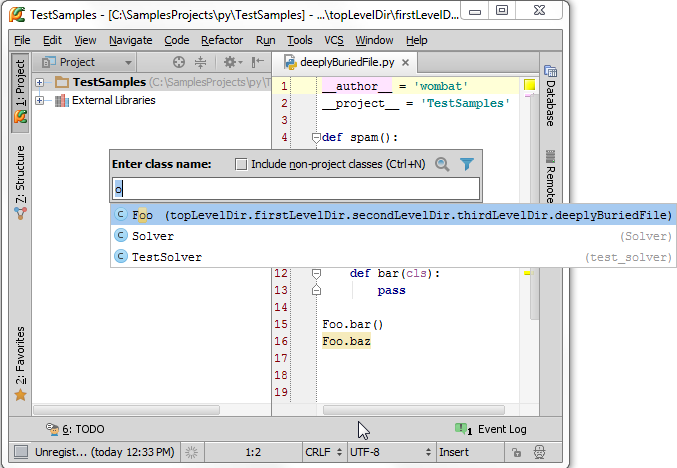 TestSamples - [C:\SamplesProjects\py\TestSamples] - ...\topLevelDir\firstLevelD...
File Edit View Navigate Code Refactor Run Tools VCS Window Help
1: Project
7: Structure
2: Favorites
Project
TestSamples (C:\SamplesProjects\py\T
External Libraries
deeplyBuriedFile.py
1 __author__ = 'wombat'
2 __project__ = 'TestSamples'
3
4 def spam():
Enter class name: Include non-project classes (Ctrl+N)
o
C Foo (topLevelDir.firstLevelDir.secondLevelDir.thirdLevelDir.deeplyBuriedFile)
C Solver (Solver)
C TestSolver (test_solver)
12 def bar(cls):
13 pass
14
15 Foo.bar()
16 Foo.baz
17
18
19
Database
Remote
6: TODO
1 Event Log
Unregist... (today 12:33 PM) 1:2 CRLF UTF-8 Insert